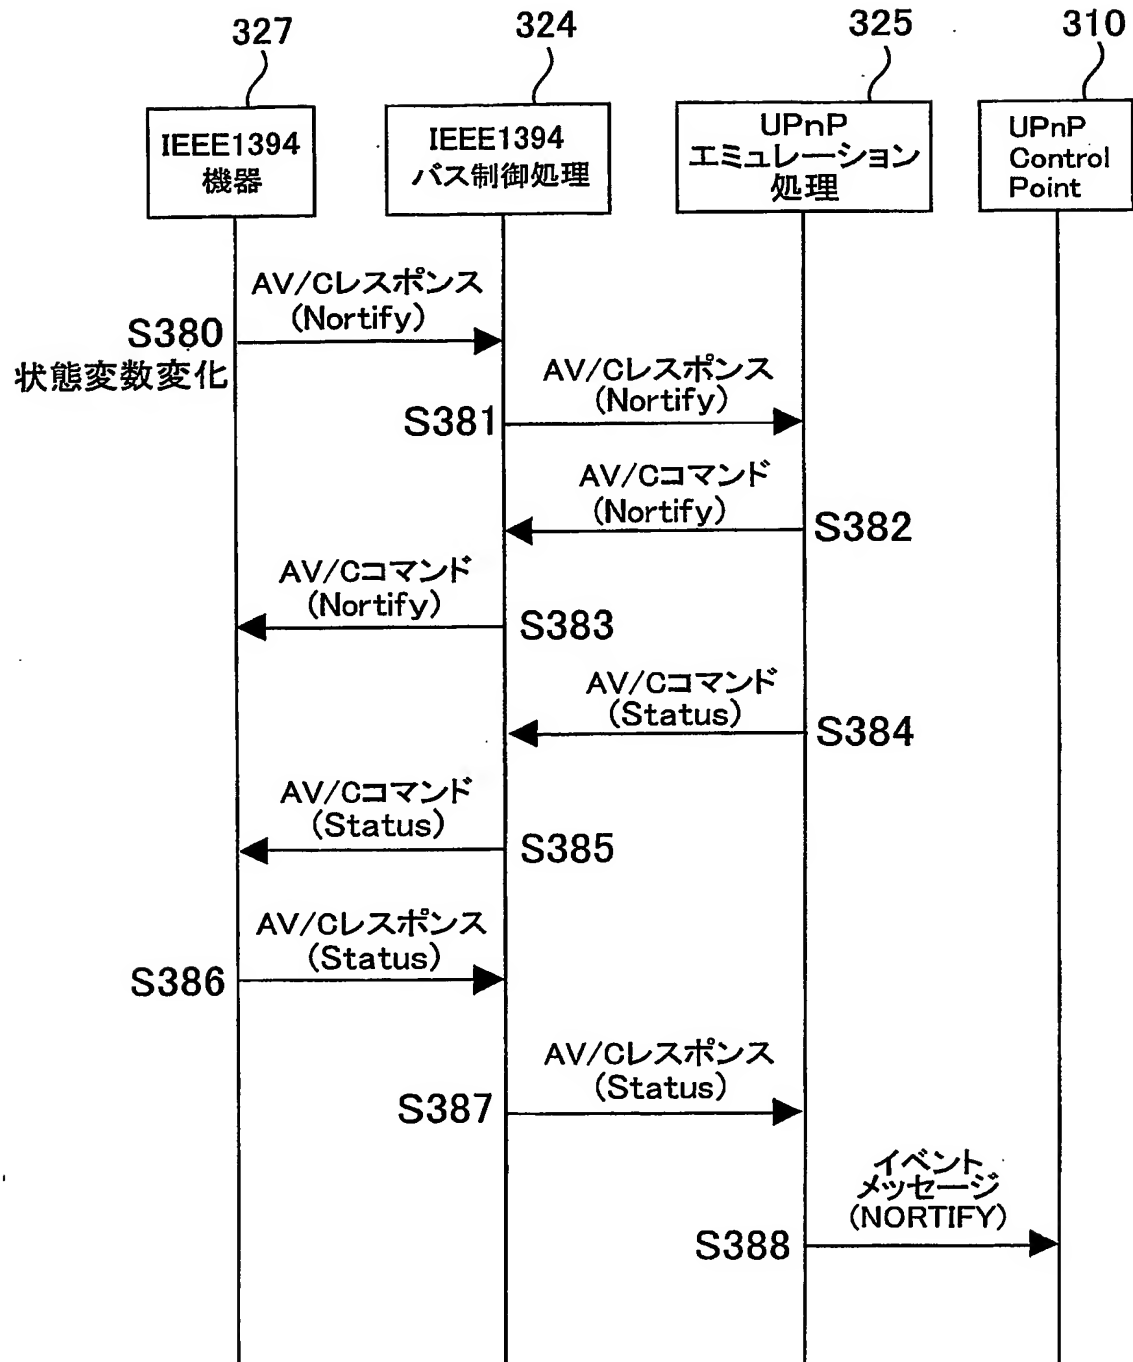 327
324
325
310
IEEE1394
機器
IEEE1394
バス制御処理
UPnP
エミュレーション
処理
UPnP
Control
Point
AV/Cレスポンス
(Nortify)
S380
状態変数変化
AV/Cレスポンス
(Nortify)
S381
AV/Cコマンド
(Nortify)
S382
AV/Cコマンド
(Nortify)
S383
AV/Cコマンド
(Status)
S384
AV/Cコマンド
(Status)
S385
AV/Cレスポンス
(Status)
S386
AV/Cレスポンス
(Status)
S387
イベント
メッセージ
(NORTIFY)
S388